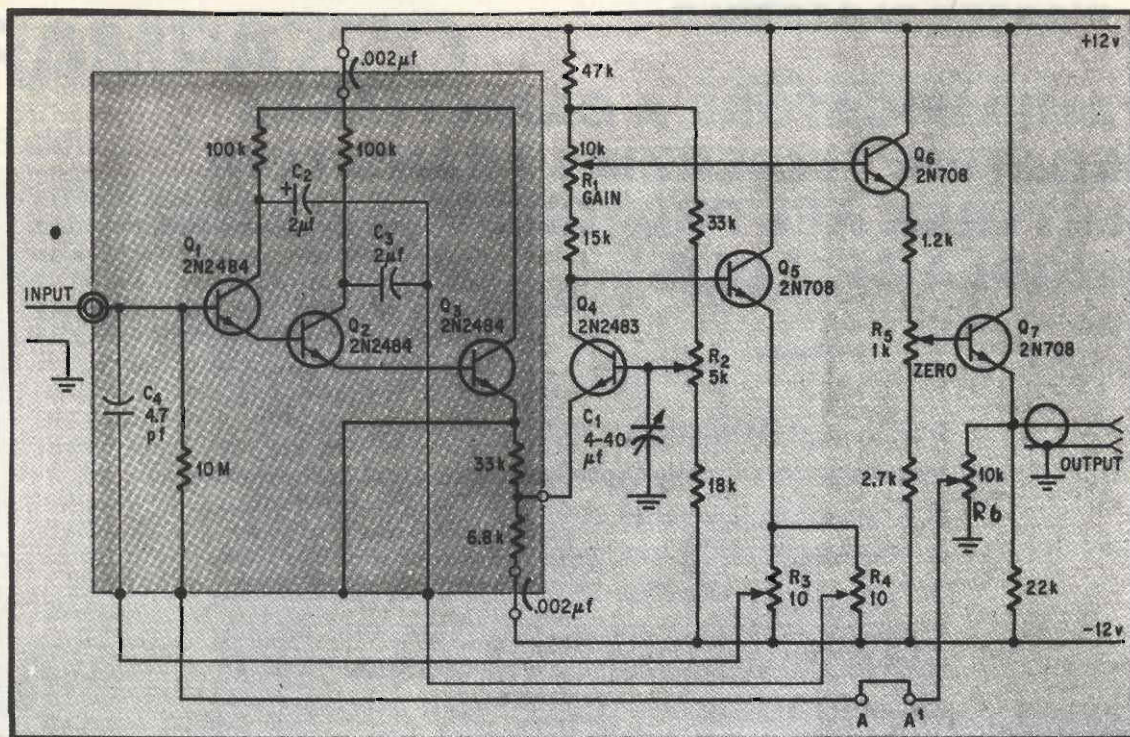 +12v
.002μf
47k
100k
100k
10k
R1
GAIN
Q6
2N708
C2
+
2μf
C3
2μf
33k
1.2k
15k
Q1
2N2484
Q5
2N708
INPUT
Q2
2N2484
Q3
2N2484
Q4
2N2483
R5
1k
ZERO
Q7
2N708
R2
5k
C4
4.7
pf
C1
4-40
μf
10M
33k
OUTPUT
10k
R6
18k
2.7k
6.8k
R3
10
R4
10
22k
.002μf
-12v
A
A'